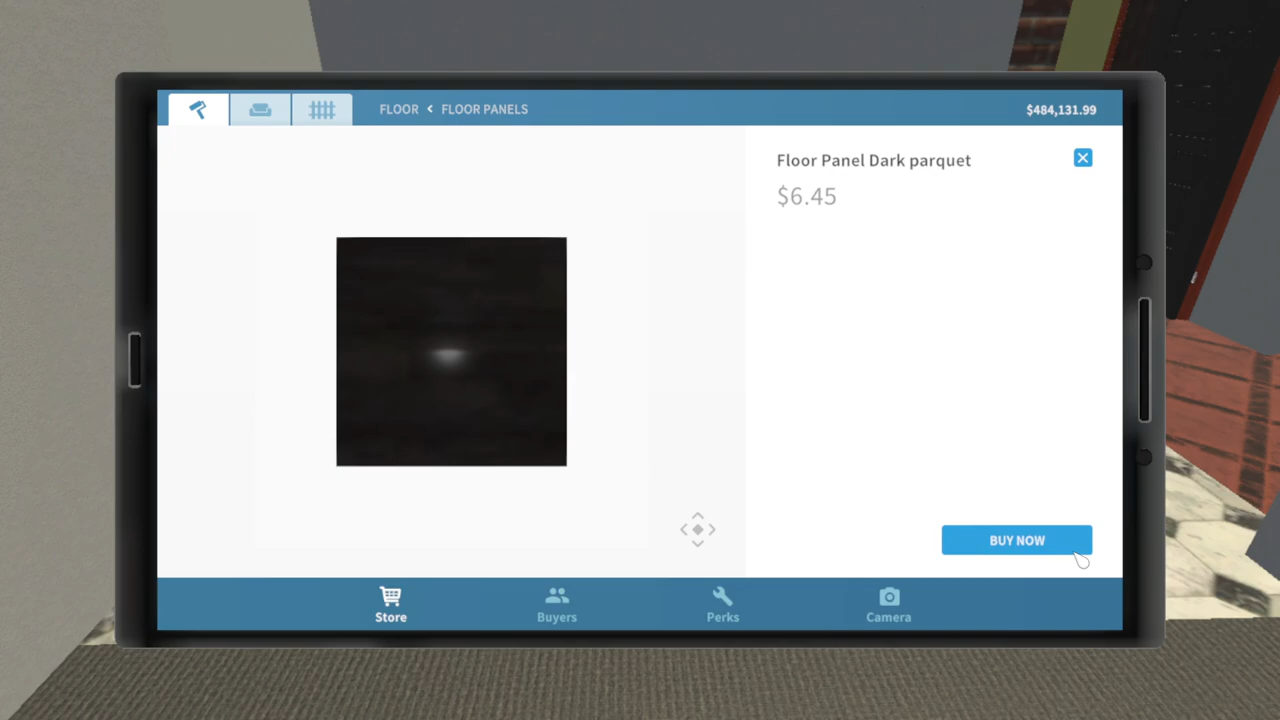 FLOOR < FLOOR PANELS
$484,131.99
Floor Panel Dark parquet
$6.45
BUY NOW
Store
Buyers
Perks
Camera